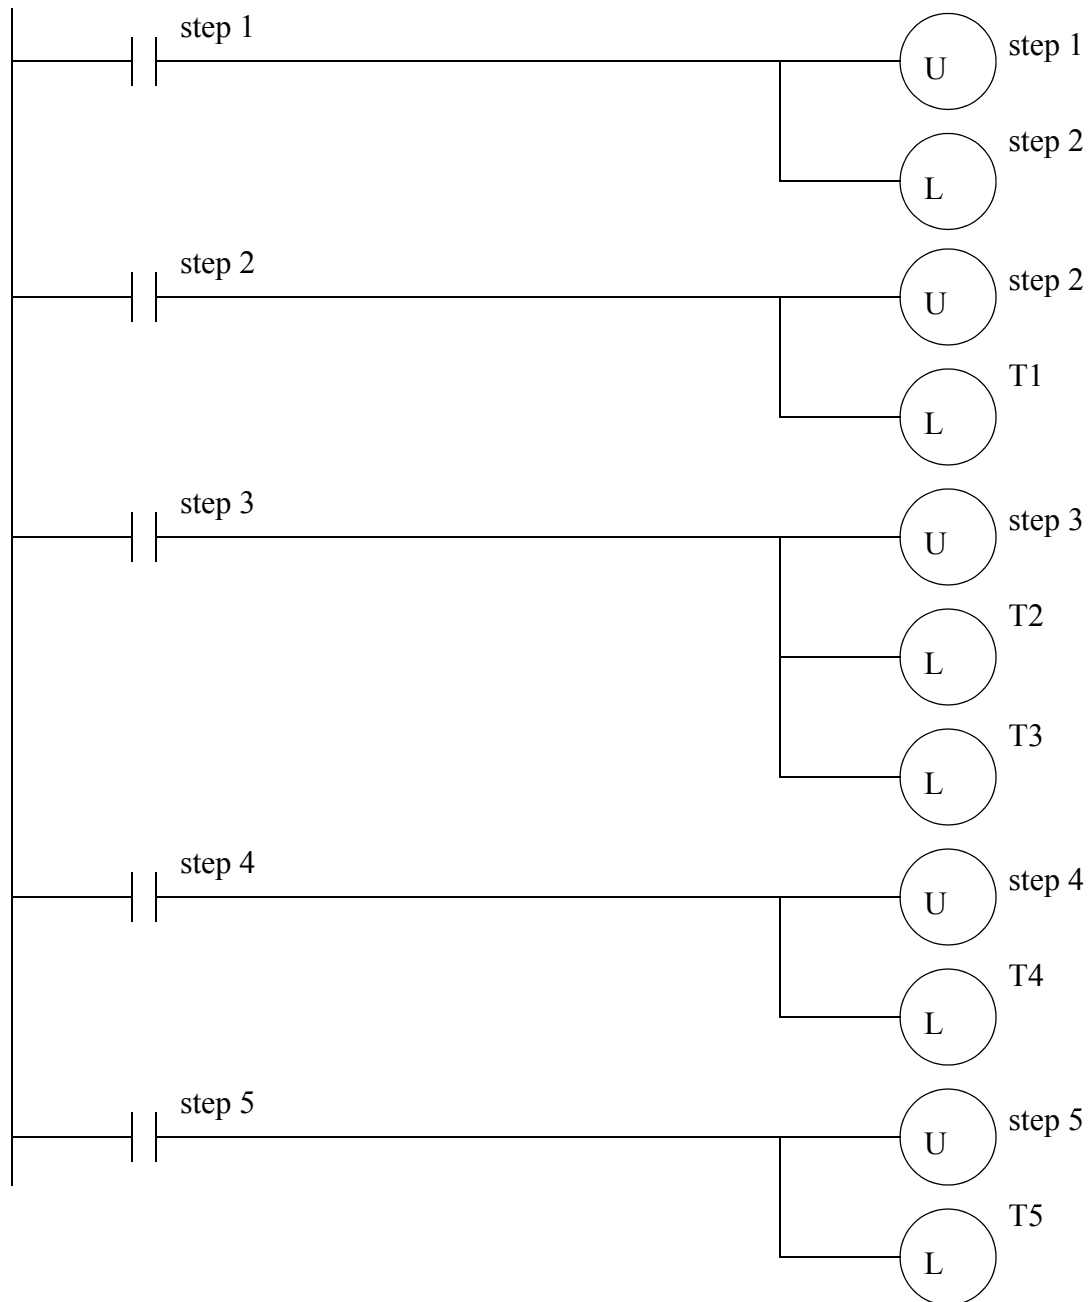 step 1
U step 1
L step 2
step 2
U step 2
L T1
step 3
U step 3
L T2
L T3
step 4
U step 4
L T4
step 5
U step 5
L T5